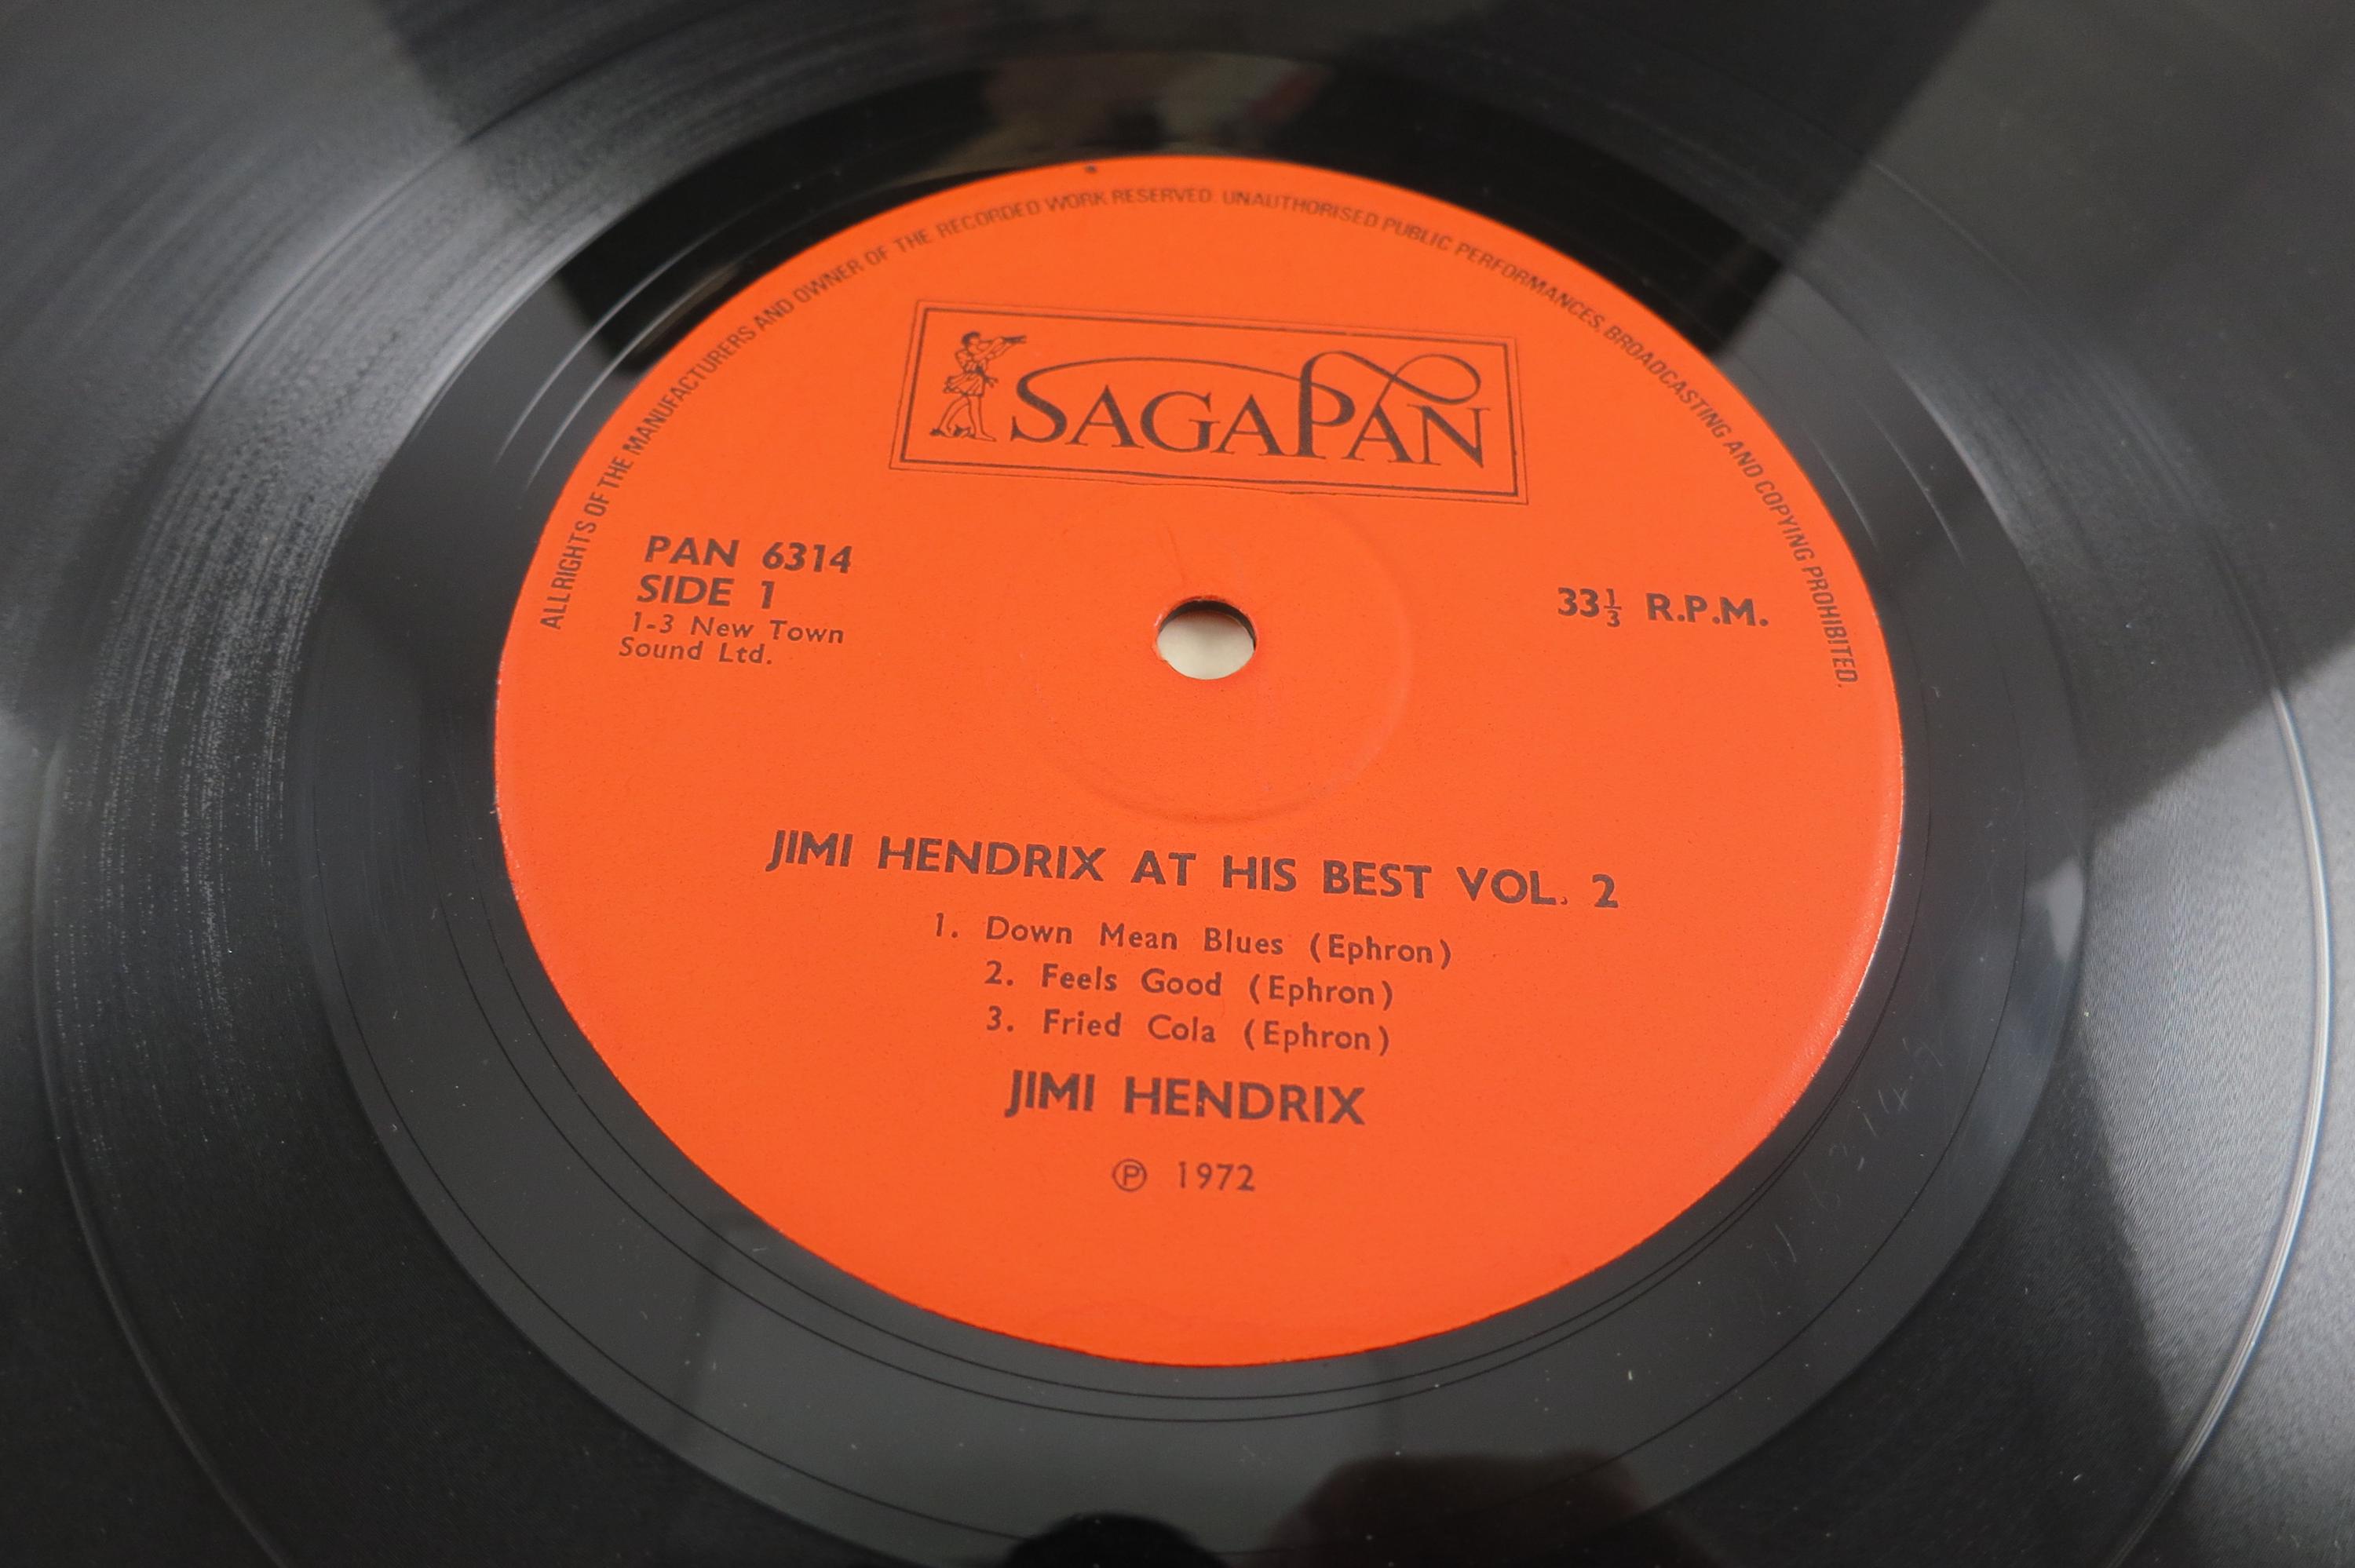 ALL RIGHTS OF THE MANUFACTURERS AND OWNER OF THE RECORDED WORK RESERVED. UNAUTHORISED PUBLIC PERFORMANCES, BROADCASTING AND COPYING PROHIBITED.
SAGAPAN
PAN 6314
SIDE 1
1-3 New Town
Sound Ltd.
33⅓ R.P.M.
JIMI HENDRIX AT HIS BEST VOL. 2
1. Down Mean Blues (Ephron)
2. Feels Good (Ephron)
3. Fried Cola (Ephron)
JIMI HENDRIX
℗ 1972